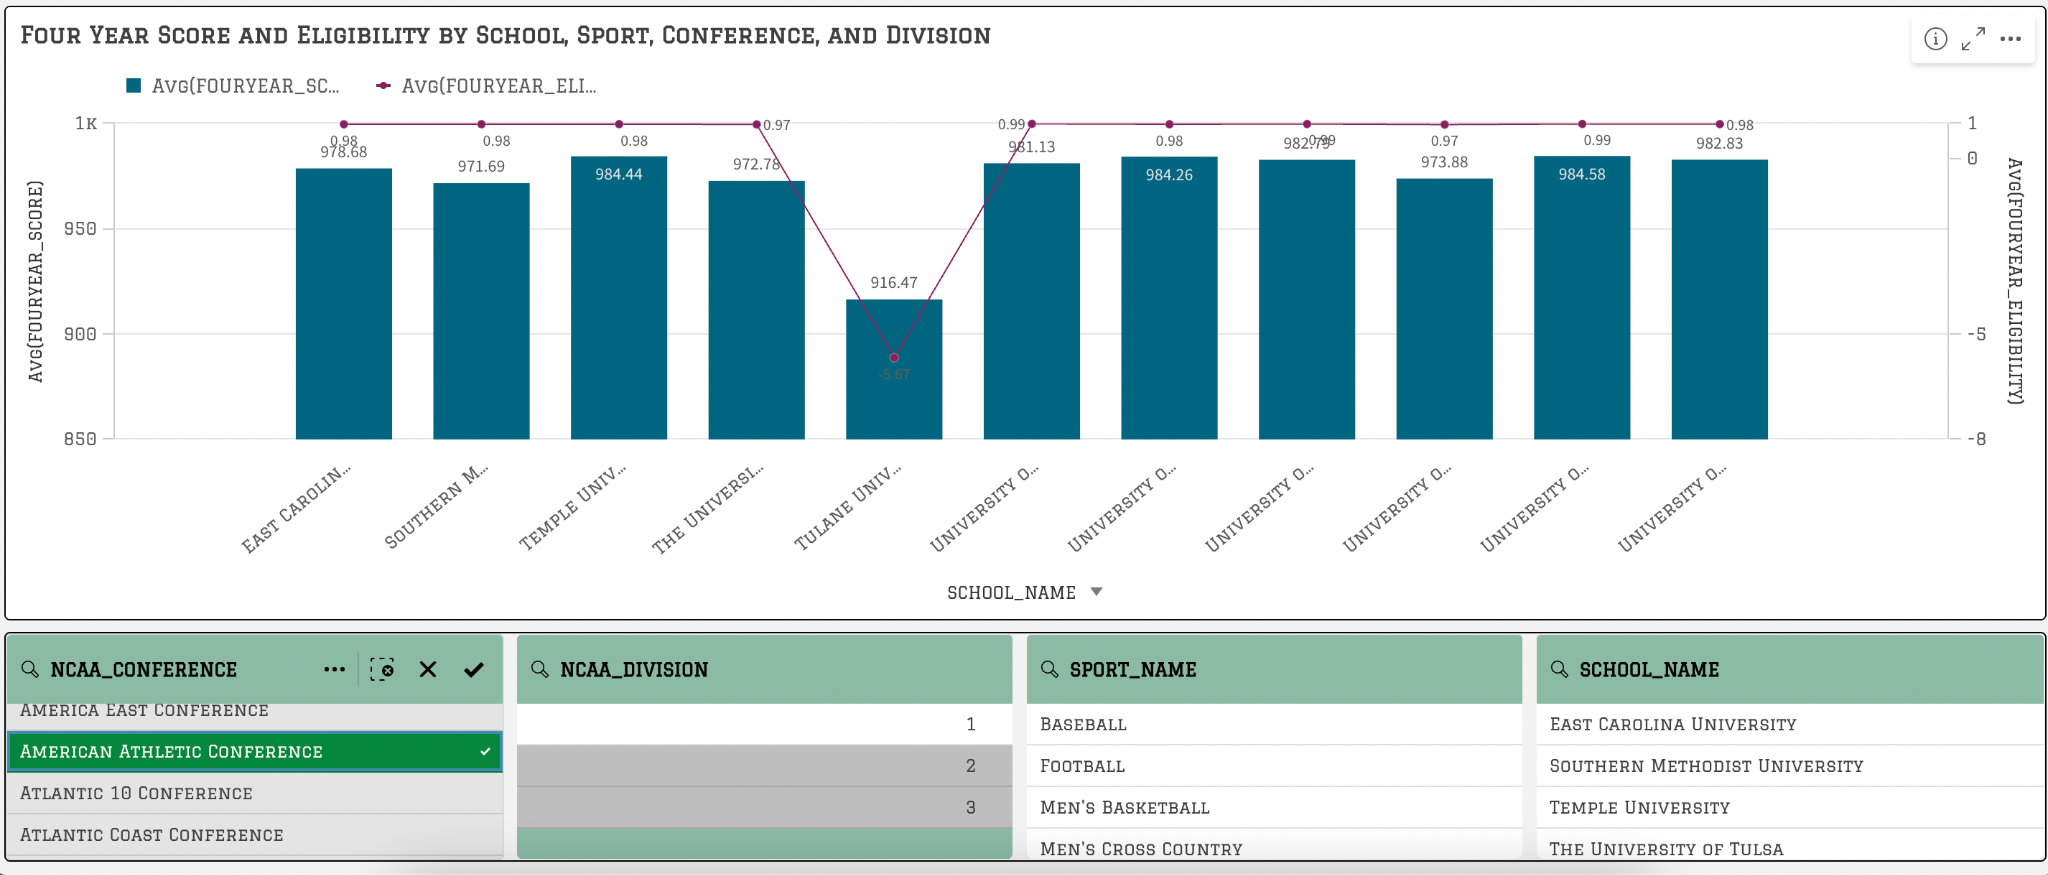 Four Year Score and Eligibility by School, Sport, Conference, and Division
Avg(FOURYEAR_SC... Avg(FOURYEAR_ELI...
1K
950
900
850
Avg(FOURYEAR_SCORE)
1
0
-5
-8
Avg(FOURYEAR_ELIGIBILITY)
0.98 0.98 0.98 0.97 -5.67 0.99 0.98 0.99 0.97 0.99 0.98
978.68 971.69 984.44 972.78 916.47 981.13 984.26 982.79 973.88 984.58 982.83
East Carolin... Southern M... Temple Univ... The Universi... Tulane Univ... University o... University o... University o... University o... University o... University o...
SCHOOL_NAME
NCAA_CONFERENCE
America East Conference
American Athletic Conference
Atlantic 10 Conference
Atlantic Coast Conference
NCAA_DIVISION
1
2
3
SPORT_NAME
Baseball
Football
Men's Basketball
Men's Cross Country
SCHOOL_NAME
East Carolina University
Southern Methodist University
Temple University
The University of Tulsa